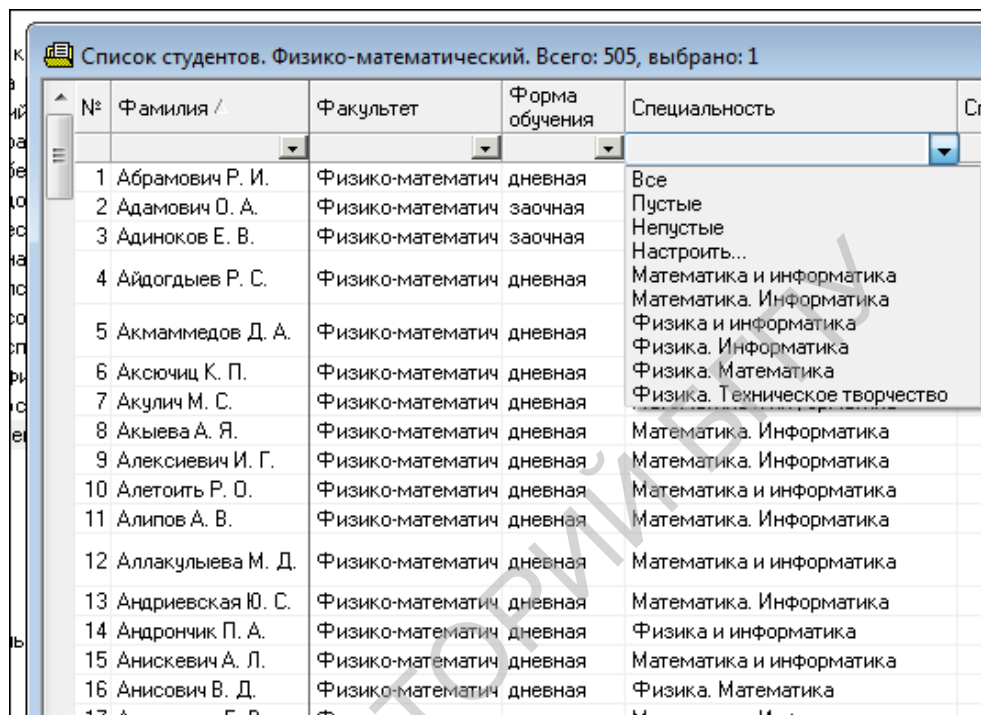 Список студентов. Физико-математический. Всего: 505, выбрано: 1
№ Фамилия Факультет Форма обучения Специальность
1 Абрамович Р. И. Физико-математич дневная
2 Адамович О. А. Физико-математич заочная
3 Адиноков Е. В. Физико-математич заочная
4 Айдогдыев Р. С. Физико-математич дневная
5 Акмаммедов Д. А. Физико-математич дневная
6 Аксючиц К. П. Физико-математич дневная
7 Акулич М. С. Физико-математич дневная
Все
Пустые
Непустые
Настроить...
Математика и информатика
Математика. Информатика
Физика и информатика
Физика. Информатика
Физика. Математика
Физика. Техническое творчество
8 Акыева А. Я. Физико-математич дневная Математика. Информатика
9 Алексиевич И. Г. Физико-математич дневная Математика. Информатика
10 Алетоить Р. О. Физико-математич дневная Математика и информатика
11 Алипов А. В. Физико-математич дневная Математика. Информатика
12 Аллакулыева М. Д. Физико-математич дневная Математика и информатика
13 Андриевская Ю. С. Физико-математич дневная Математика. Информатика
14 Андрончик П. А. Физико-математич дневная Физика и информатика
15 Анискевич А. Л. Физико-математич дневная Математика и информатика
16 Анисович В. Д. Физико-математич дневная Физика. Математика
ТОРИЙ БГПУ